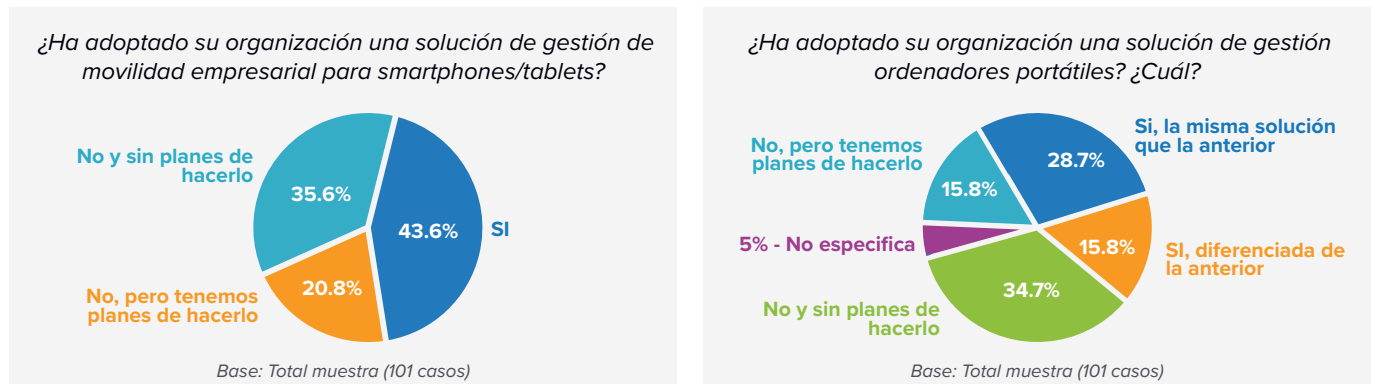 ¿Ha adoptado su organización una solución de gestión de
movilidad empresarial para smartphones/tablets?
No y sin planes de
hacerlo
35.6%
43.6%
SI
20.8%
No, pero tenemos
planes de hacerlo
Base: Total muestra (101 casos)
¿Ha adoptado su organización una solución de gestión
ordenadores portátiles? ¿Cuál?
Si, la misma solución
que la anterior
28.7%
No, pero tenemos
planes de hacerlo
15.8%
5% - No especifica
15.8%
SI, diferenciada de
la anterior
34.7%
No y sin planes de
hacerlo
Base: Total muestra (101 casos)